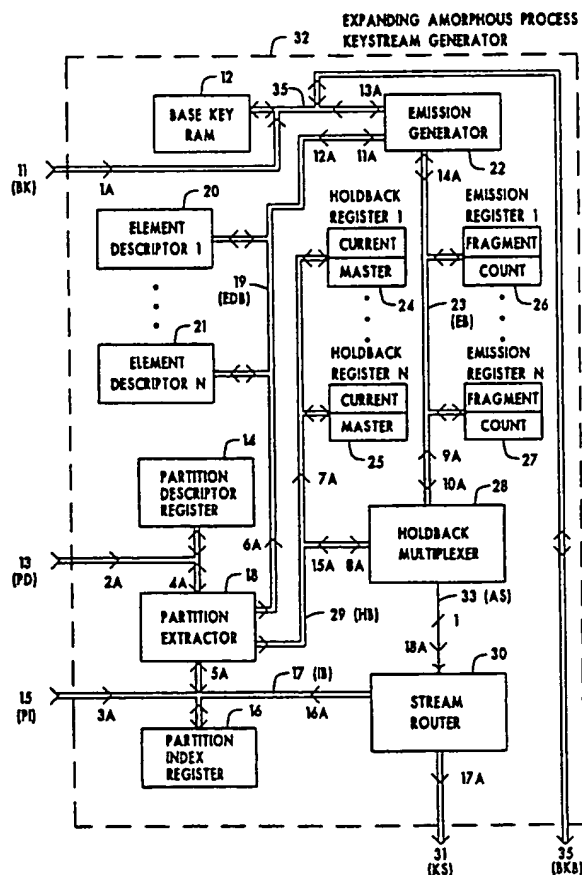 EXPANDING AMORPHOUS PROCESS
KEYSTREAM GENERATOR
32
12
35
13A
BASE KEY
RAM
EMISSION
GENERATOR
11
(BK)
1A
12A
11A
22
14A
20
ELEMENT
DESCRIPTOR 1
HOLDBACK
REGISTER 1
CURRENT
MASTER
24
EMISSION
REGISTER 1
FRAGMENT
COUNT
26
19
(EDB)
23
(EB)
21
ELEMENT
DESCRIPTOR N
HOLDBACK
REGISTER N
CURRENT
MASTER
25
EMISSION
REGISTER N
FRAGMENT
COUNT
27
14
PARTITION
DESCRIPTOR
REGISTER
7A
9A
10A
28
HOLDBACK
MULTIPLEXER
13
(PD)
2A
4A
6A
18
15A
8A
PARTITION
EXTRACTOR
29 (HB)
33 (AS)
1
18A
5A
17 (IB)
30
15
(PI)
3A
16
16A
STREAM
ROUTER
PARTITION
INDEX
REGISTER
17A
31
(KS)
35
(BKB)